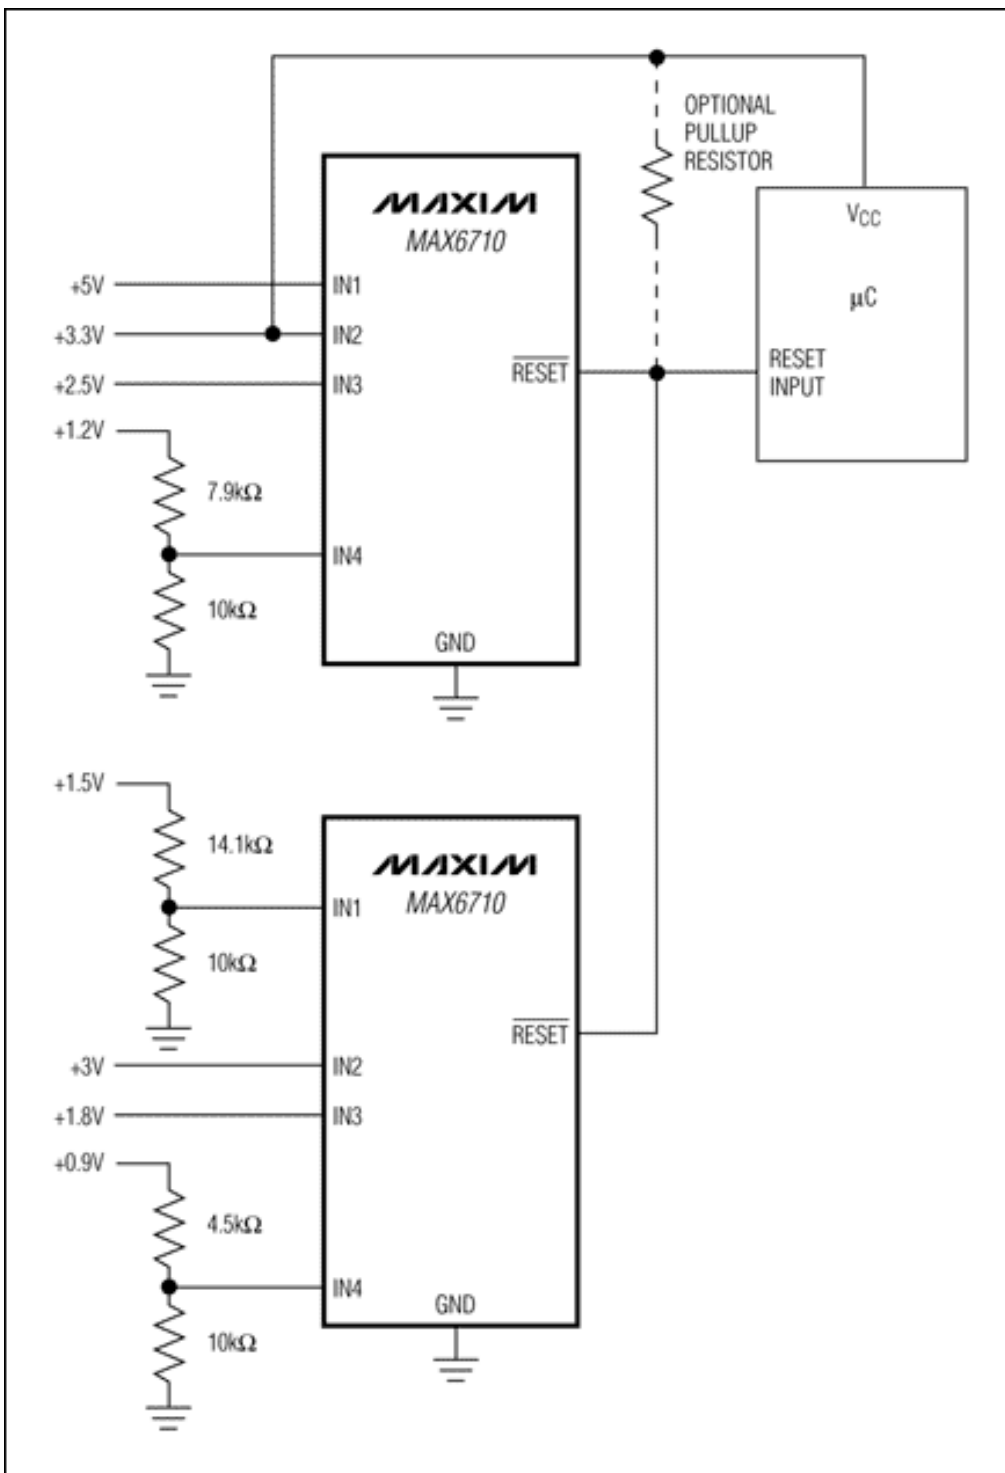 OPTIONAL
PULLUP
RESISTOR
MAXIM
MAX6710
VCC
μC
+5V
IN1
+3.3V
IN2
+2.5V
IN3
RESET
RESET
INPUT
+1.2V
7.9kΩ
IN4
10kΩ
GND
+1.5V
14.1kΩ
MAXIM
MAX6710
IN1
10kΩ
RESET
+3V
IN2
+1.8V
IN3
+0.9V
4.5kΩ
IN4
GND
10kΩ